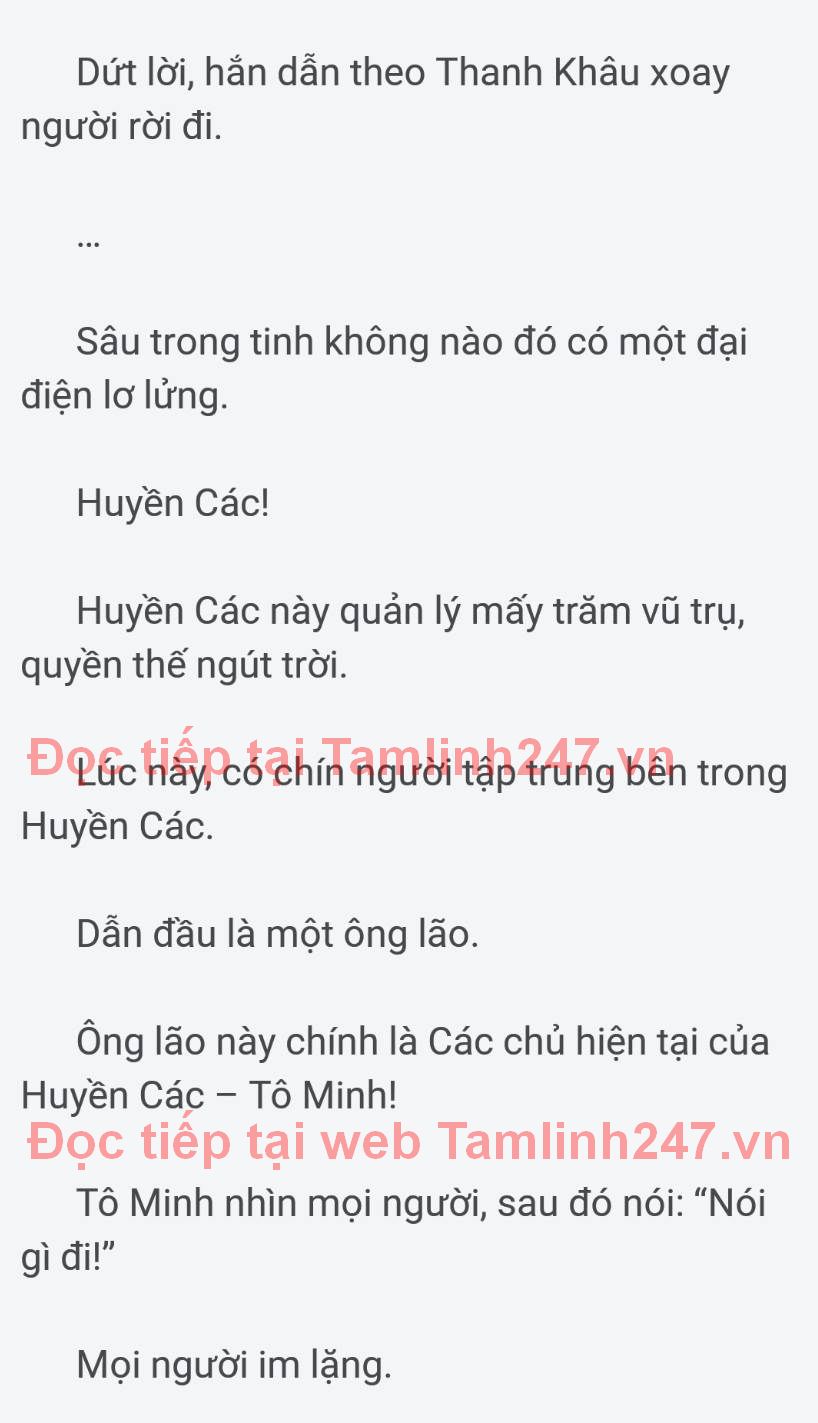 Dứt lời, hắn dẫn theo Thanh Khâu xoay
người rời đi.
...
Sâu trong tinh không nào đó có một đại
điện lơ lửng.
Huyền Các!
Huyền Các này quản lý mấy trăm vũ trụ,
quyền thế ngút trời.
Đọc tiếp tại Tamlinh247.vn
Lúc này, có chín người tập trung bên trong
Huyền Các.
Dẫn đầu là một ông lão.
Ông lão này chính là Các chủ hiện tại của
Huyền Các – Tô Minh!
Đọc tiếp tại web Tamlinh247.vn
Tô Minh nhìn mọi người, sau đó nói: “Nói
gì đi!”
Mọi người im lặng.